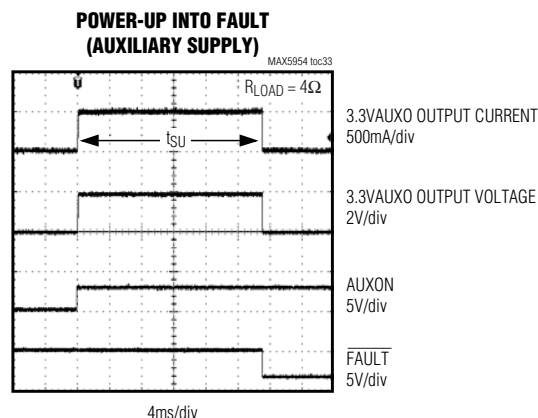 POWER-UP INTO FAULT
(AUXILIARY SUPPLY)
MAX5954 toc33
RLOAD = 4Ω
3.3VAUXO OUTPUT CURRENT
500mA/div
tSU
3.3VAUXO OUTPUT VOLTAGE
2V/div
AUXON
5V/div
FAULT
5V/div
4ms/div